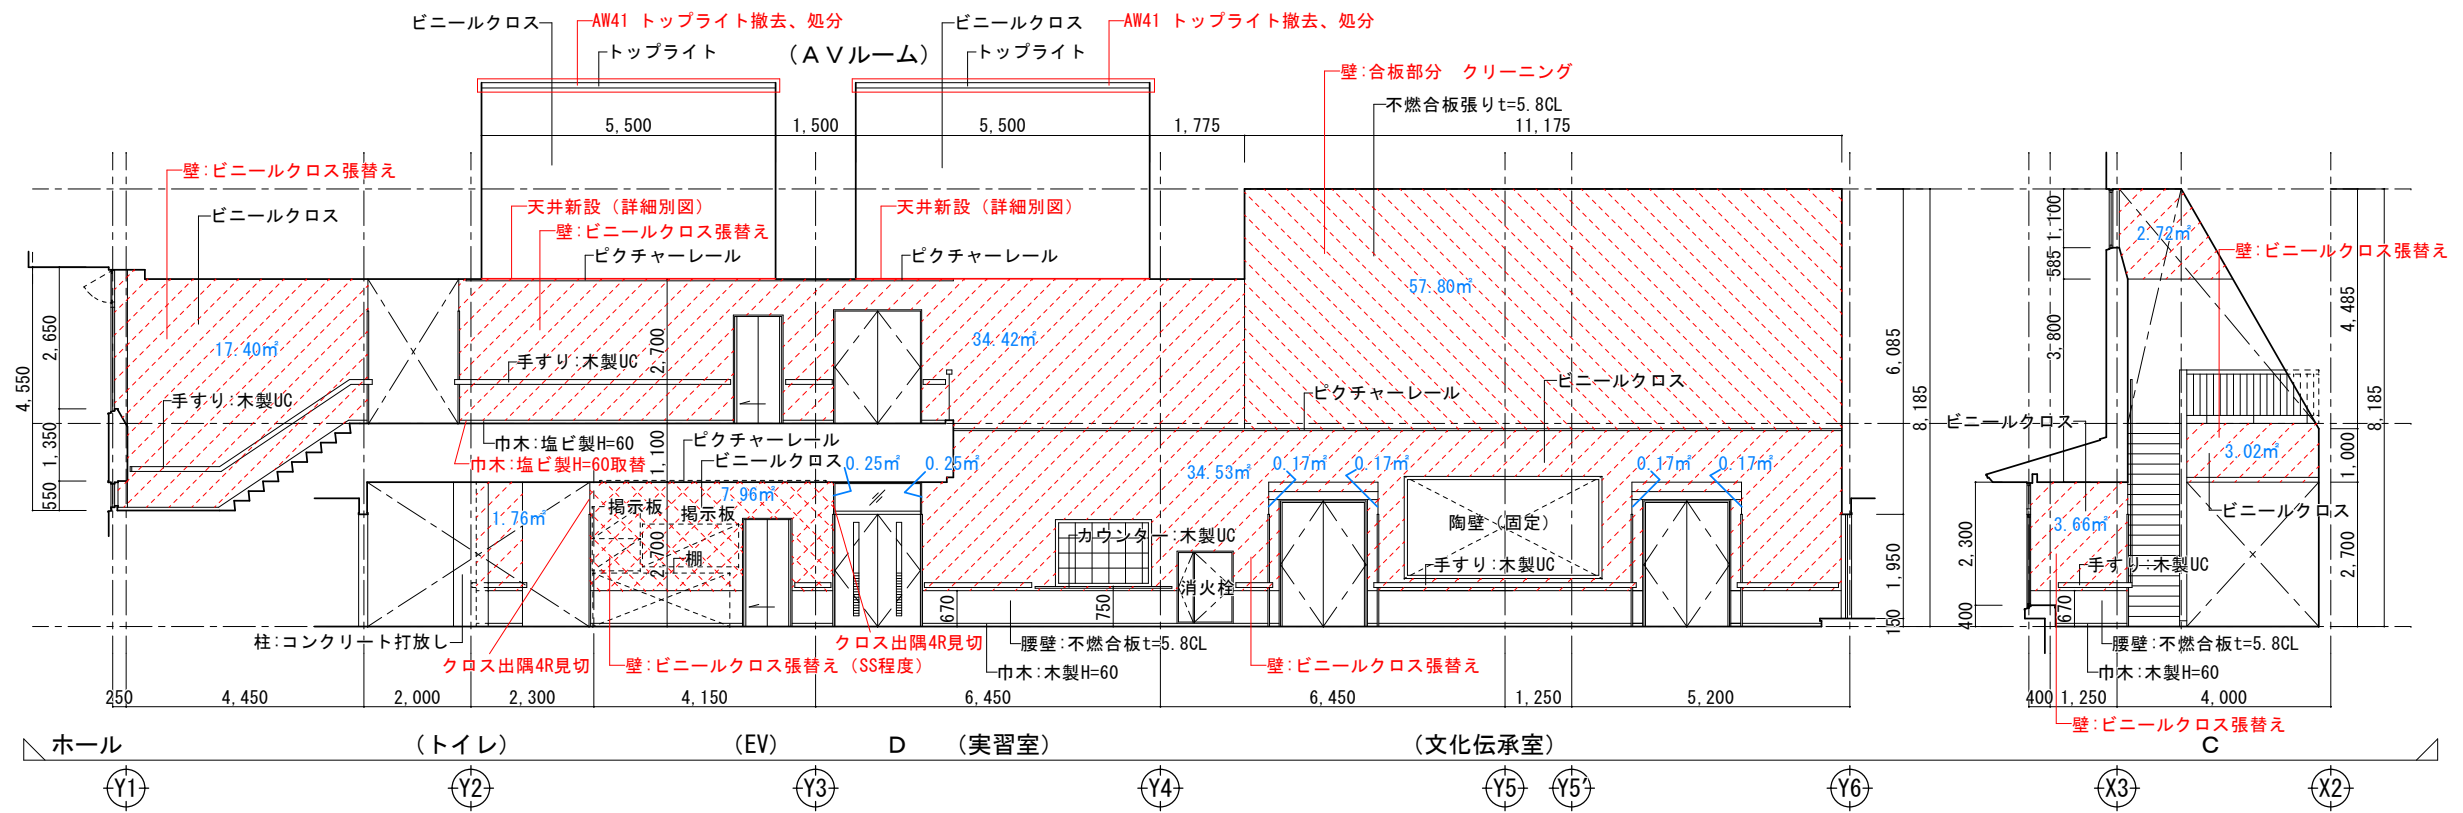 ビニールクロス
AW41 トップライト撤去、処分
ビニールクロス
AW41 トップライト撤去、処分
トップライト
（ＡＶルーム）
トップライト
壁:合板部分　クリーニング
不燃合板張りt=5.8CL
5,500
1,500
5,500
1,775
11,175
壁:ビニールクロス張替え
ビニールクロス
天井新設（詳細別図）
天井新設（詳細別図）
壁:ビニールクロス張替え
ピクチャーレール
ピクチャーレール
1,100
585
2.72㎡
壁:ビニールクロス張替え
57.80㎡
2,650
4,550
17.40㎡
2,700
34.42㎡
3,800
4,485
6,085
手すり:木製UC
手すり:木製UC
ピクチャーレール
ビニールクロス
8,185
8,185
1,350
巾木:塩ビ製H=60
巾木:塩ビ製H=60取替
1,100
ピクチャーレール
ビニールクロス
0.25㎡
0.25㎡
34.53㎡
0.17㎡
0.17㎡
0.17㎡
0.17㎡
ビニールクロス
3.02㎡
1,000
550
7.96㎡
掲示板
掲示板
1.76㎡
棚
2,700
カウンター:木製UC
陶壁（固定）
手すり:木製UC
消火栓
670
750
1,950
150
ビニールクロス
3.66㎡
2,300
400
手すり:木製UC
670
2,700
柱:コンクリート打放し
クロス出隅4R見切
壁:ビニールクロス張替え（SS程度）
クロス出隅4R見切
腰壁:不燃合板t=5.8CL
巾木:木製H=60
壁:ビニールクロス張替え
腰壁:不燃合板t=5.8CL
巾木:木製H=60
250
4,450
2,000
2,300
4,150
6,450
6,450
1,250
5,200
400
1,250
4,000
壁:ビニールクロス張替え
ホール
（トイレ）
（EV）
D
（実習室）
（文化伝承室）
C
Y1
Y2
Y3
Y4
Y5
Y5'
Y6
X3
X2